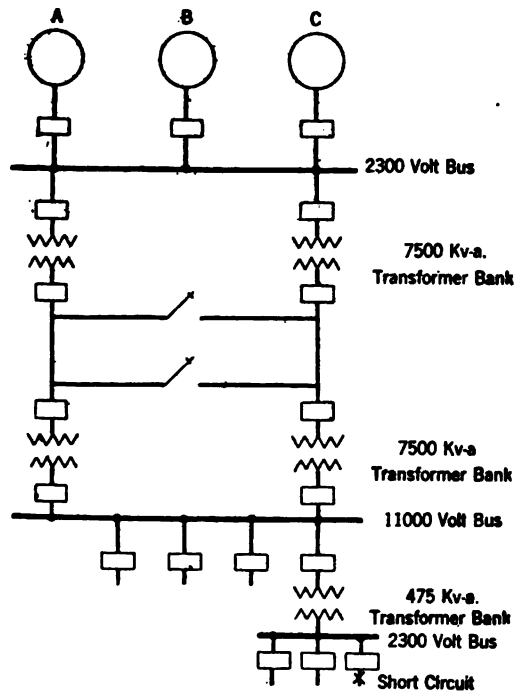 A B C
2300 Volt Bus
7500 Kv-a.
Transformer Bank
7500 Kv-a
Transformer Bank
11000 Volt Bus
475 Kv-a.
Transformer Bank
2300 Volt Bus
Short Circuit